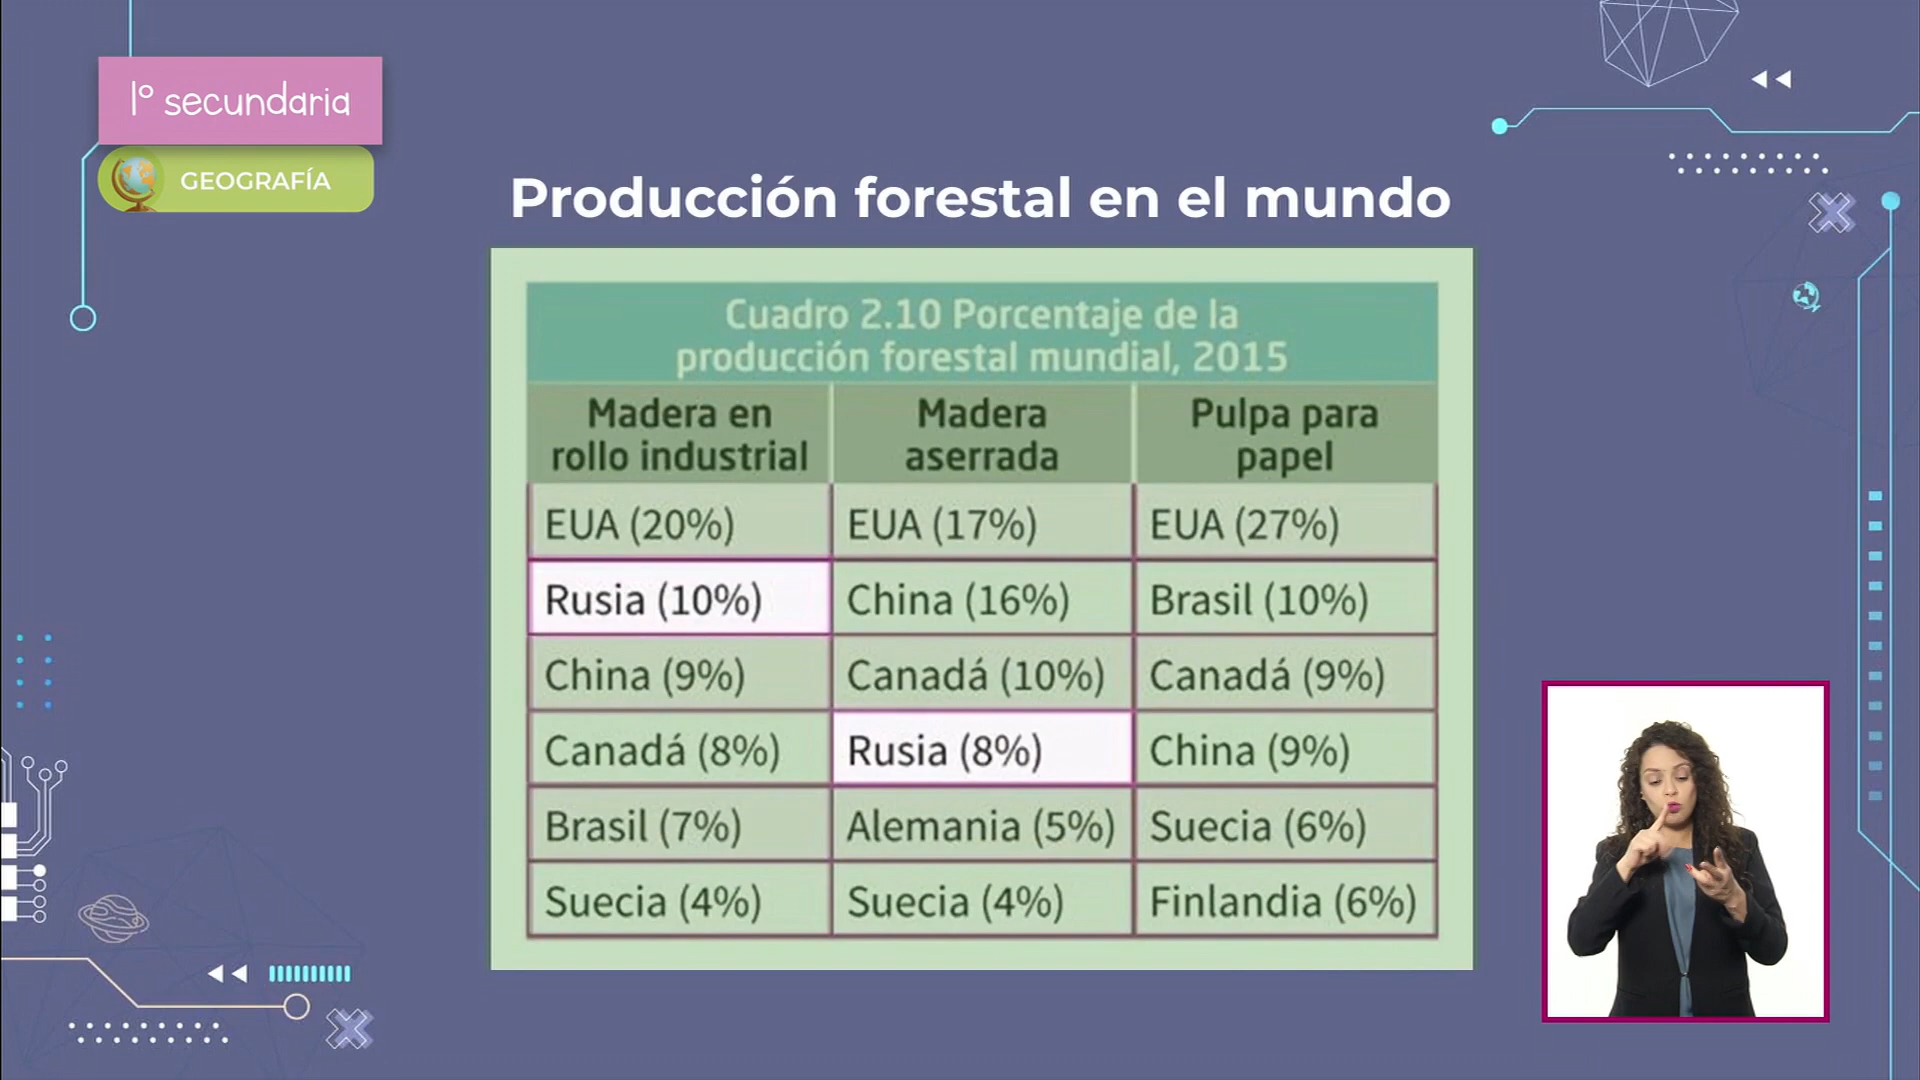 1° secundaria
GEOGRAFÍA
Producción forestal en el mundo
Cuadro 2.10 Porcentaje de la
producción forestal mundial, 2015
Madera en
rollo industrial
Madera
aserrada
Pulpa para
papel
EUA (20%)
EUA (17%)
EUA (27%)
Rusia (10%)
China (16%)
Brasil (10%)
China (9%)
Canadá (10%)
Canadá (9%)
Canadá (8%)
Rusia (8%)
China (9%)
Brasil (7%)
Alemania (5%)
Suecia (6%)
Suecia (4%)
Suecia (4%)
Finlandia (6%)